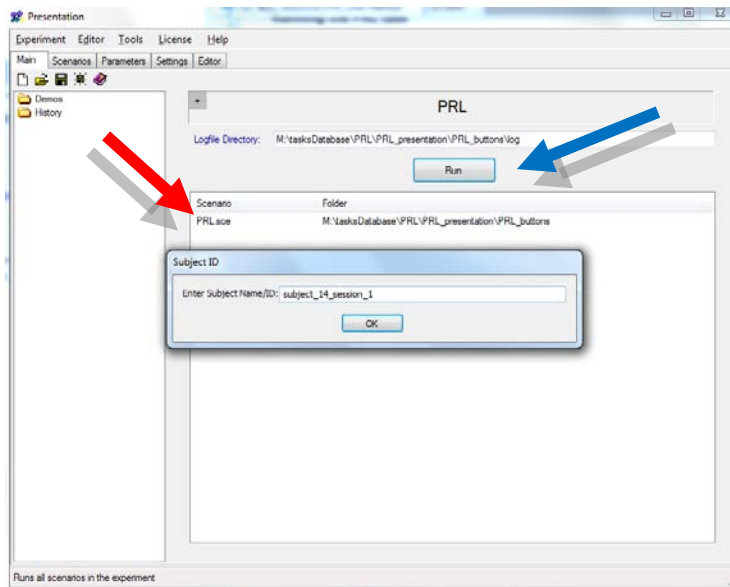 Presentation
Experiment Editor Tools License Help
Main Scenarios Parameters Settings Editor
Demos
History
PRL
Logfile Directory: M:\tasksDatabase\PRL\PRL_presentation\PRL_buttons\log
Run
Scenario Folder
PRL.sce M:\tasksDatabase\PRL\PRL_presentation\PRL_buttons
Subject ID
Enter Subject Name/ID: subject_14_session_1
OK
Runs all scenarios in the experiment